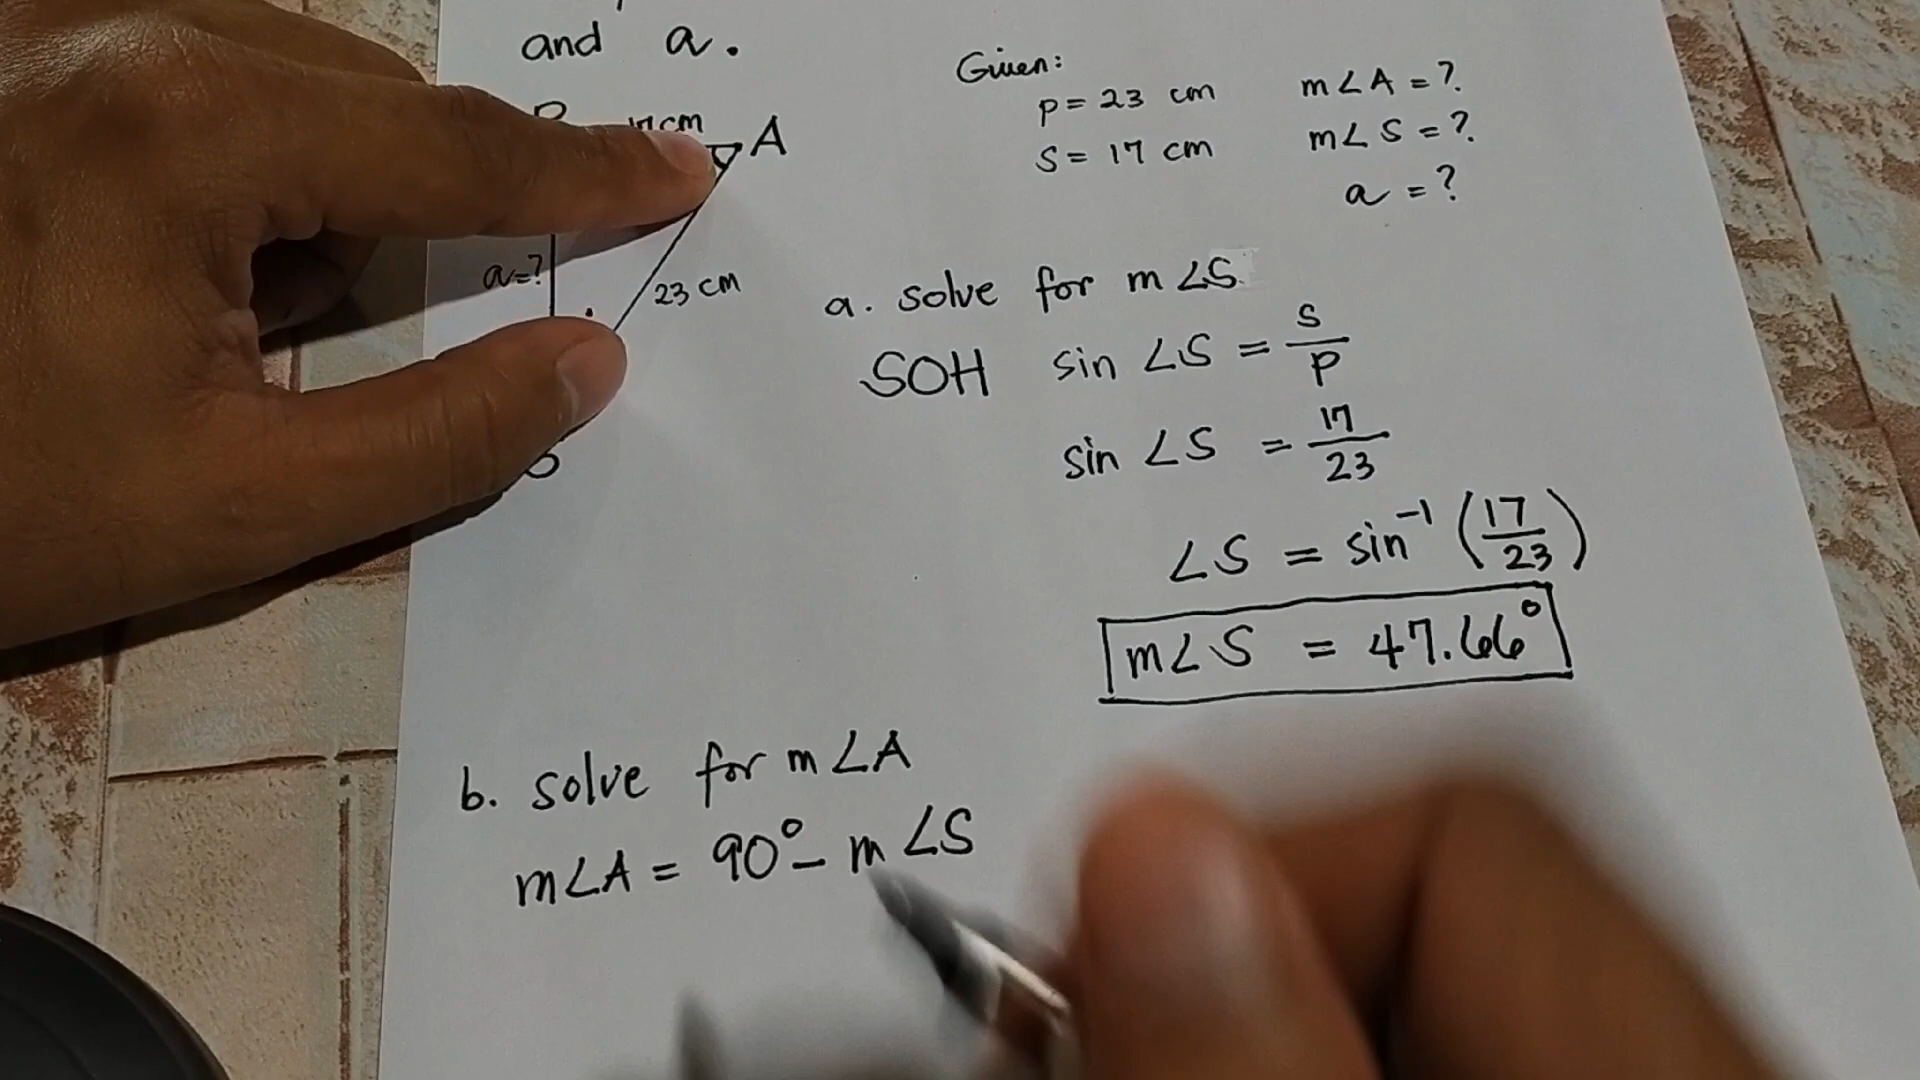 and a.
Given:
p = 23 cm m∠A = ?
s = 17 cm m∠S = ?
a = ?
17cm A
a=?
23 cm
a. solve for m∠S
SOH sin ∠S = s/p
sin ∠S = 17/23
∠S = sin⁻¹ (17/23)
m∠S = 47.66°
b. solve for m∠A
m∠A = 90° - m∠S